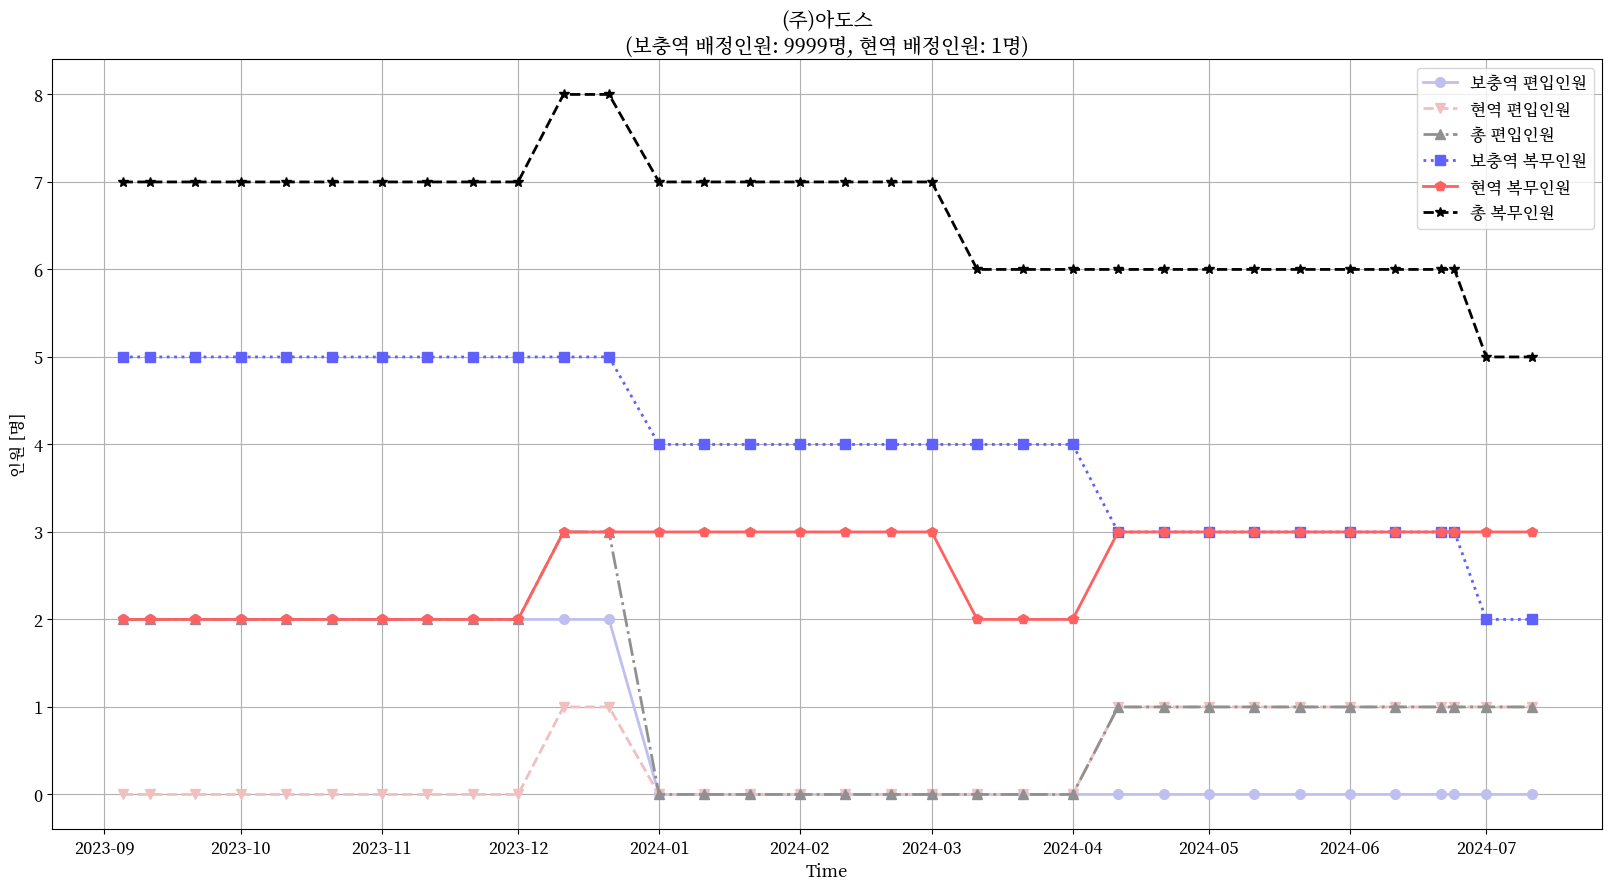 (주)아도스
(보충역 배정인원: 9999명, 현역 배정인원: 1명)
보충역 편입인원
현역 편입인원
총 편입인원
보충역 복무인원
현역 복무인원
총 복무인원
인원 [명]
8
7
6
5
4
3
2
1
0
2023-09 2023-10 2023-11 2023-12 2024-01 2024-02 2024-03 2024-04 2024-05 2024-06 2024-07
Time